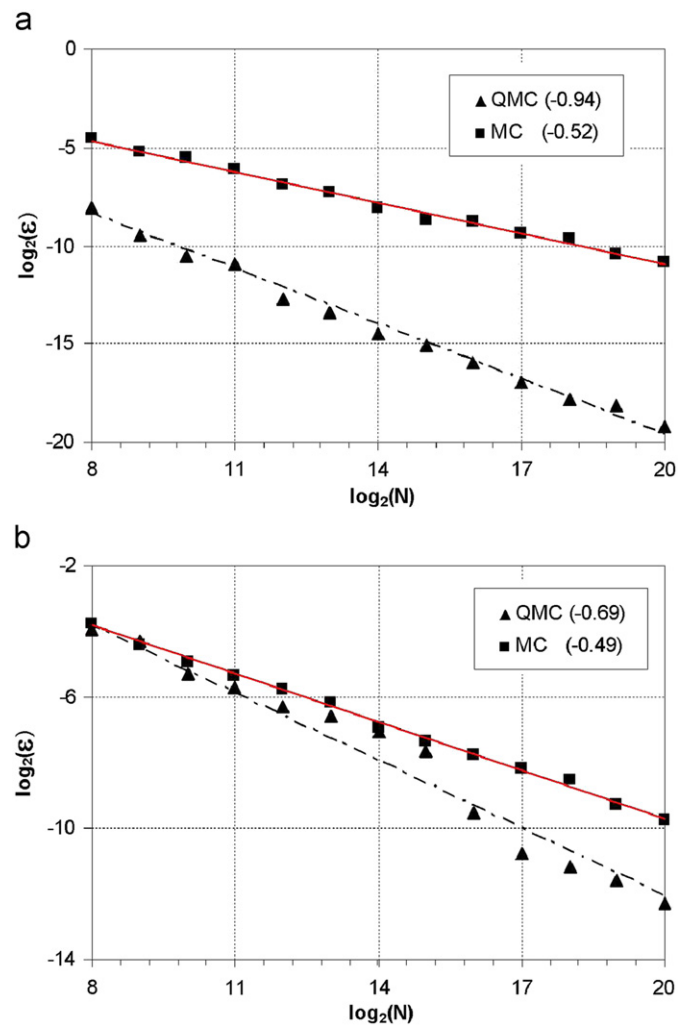 a
0
-5
-10
-15
-20
log₂(ε)
QMC (-0.94)
MC (-0.52)
8 11 14 17 20
log₂(N)
b
-2
-6
-10
-14
log₂(ε)
QMC (-0.69)
MC (-0.49)
8 11 14 17 20
log₂(N)